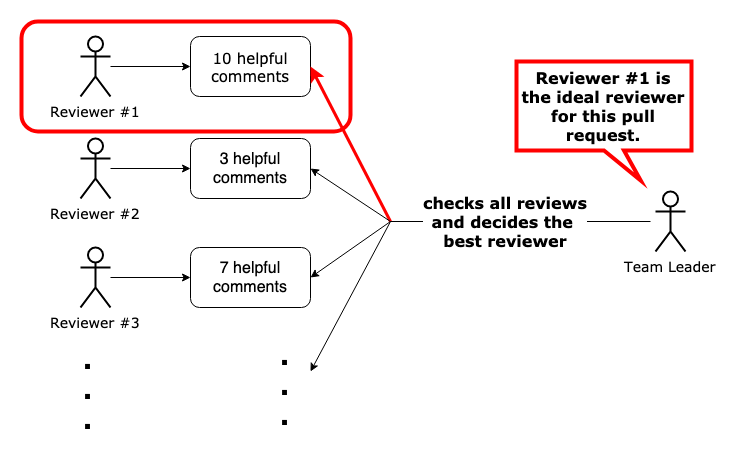 10 helpful
comments
Reviewer #1
3 helpful
comments
Reviewer #2
7 helpful
comments
Reviewer #3
checks all reviews
and decides the
best reviewer
Reviewer #1 is
the ideal reviewer
for this pull
request.
Team Leader